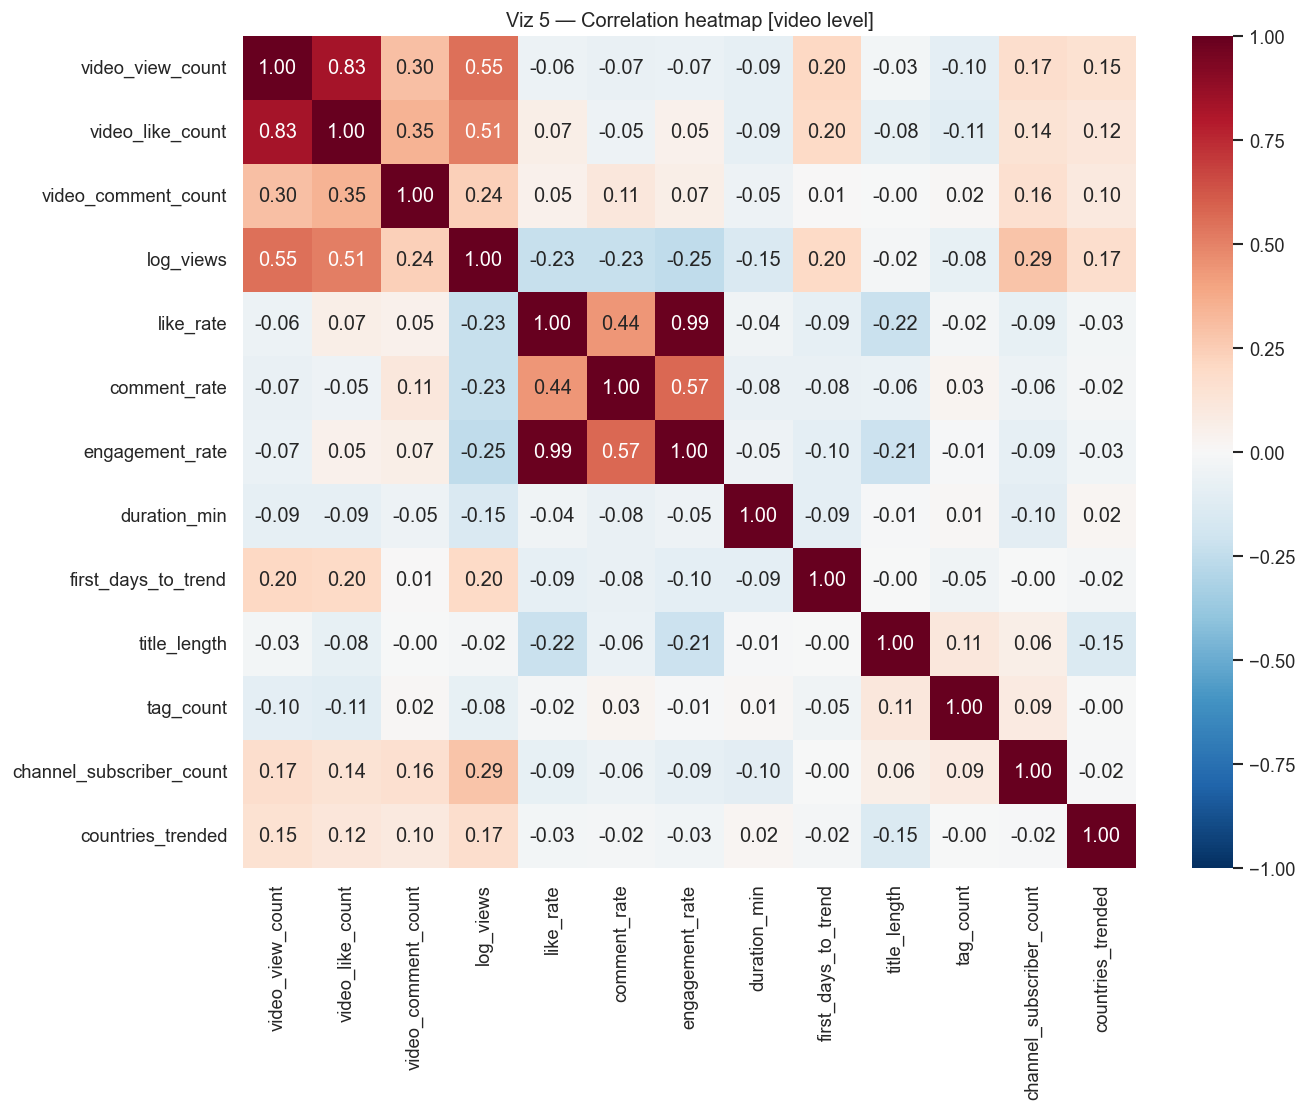 Viz 5 — Correlation heatmap [video level]
video_view_count 1.00 0.83 0.30 0.55 -0.06 -0.07 -0.07 -0.09 0.20 -0.03 -0.10 0.17 0.15
video_like_count 0.83 1.00 0.35 0.51 0.07 -0.05 0.05 -0.09 0.20 -0.08 -0.11 0.14 0.12
video_comment_count 0.30 0.35 1.00 0.24 0.05 0.11 0.07 -0.05 0.01 -0.00 0.02 0.16 0.10
log_views 0.55 0.51 0.24 1.00 -0.23 -0.23 -0.25 -0.15 0.20 -0.02 -0.08 0.29 0.17
like_rate -0.06 0.07 0.05 -0.23 1.00 0.44 0.99 -0.04 -0.09 -0.22 -0.02 -0.09 -0.03
comment_rate -0.07 -0.05 0.11 -0.23 0.44 1.00 0.57 -0.08 -0.08 -0.06 0.03 -0.06 -0.02
engagement_rate -0.07 0.05 0.07 -0.25 0.99 0.57 1.00 -0.05 -0.10 -0.21 -0.01 -0.09 -0.03
duration_min -0.09 -0.09 -0.05 -0.15 -0.04 -0.08 -0.05 1.00 -0.09 -0.01 0.01 -0.10 0.02
first_days_to_trend 0.20 0.20 0.01 0.20 -0.09 -0.08 -0.10 -0.09 1.00 -0.00 -0.05 -0.00 -0.02
title_length -0.03 -0.08 -0.00 -0.02 -0.22 -0.06 -0.21 -0.01 -0.00 1.00 0.11 0.06 -0.15
tag_count -0.10 -0.11 0.02 -0.08 -0.02 0.03 -0.01 0.01 -0.05 0.11 1.00 0.09 -0.00
channel_subscriber_count 0.17 0.14 0.16 0.29 -0.09 -0.06 -0.09 -0.10 -0.00 0.06 0.09 1.00 -0.02
countries_trended 0.15 0.12 0.10 0.17 -0.03 -0.02 -0.03 0.02 -0.02 -0.15 -0.00 -0.02 1.00
video_view_count
video_like_count
video_comment_count
log_views
like_rate
comment_rate
engagement_rate
duration_min
first_days_to_trend
title_length
tag_count
channel_subscriber_count
countries_trended
1.00
0.75
0.50
0.25
0.00
−0.25
−0.50
−0.75
−1.00